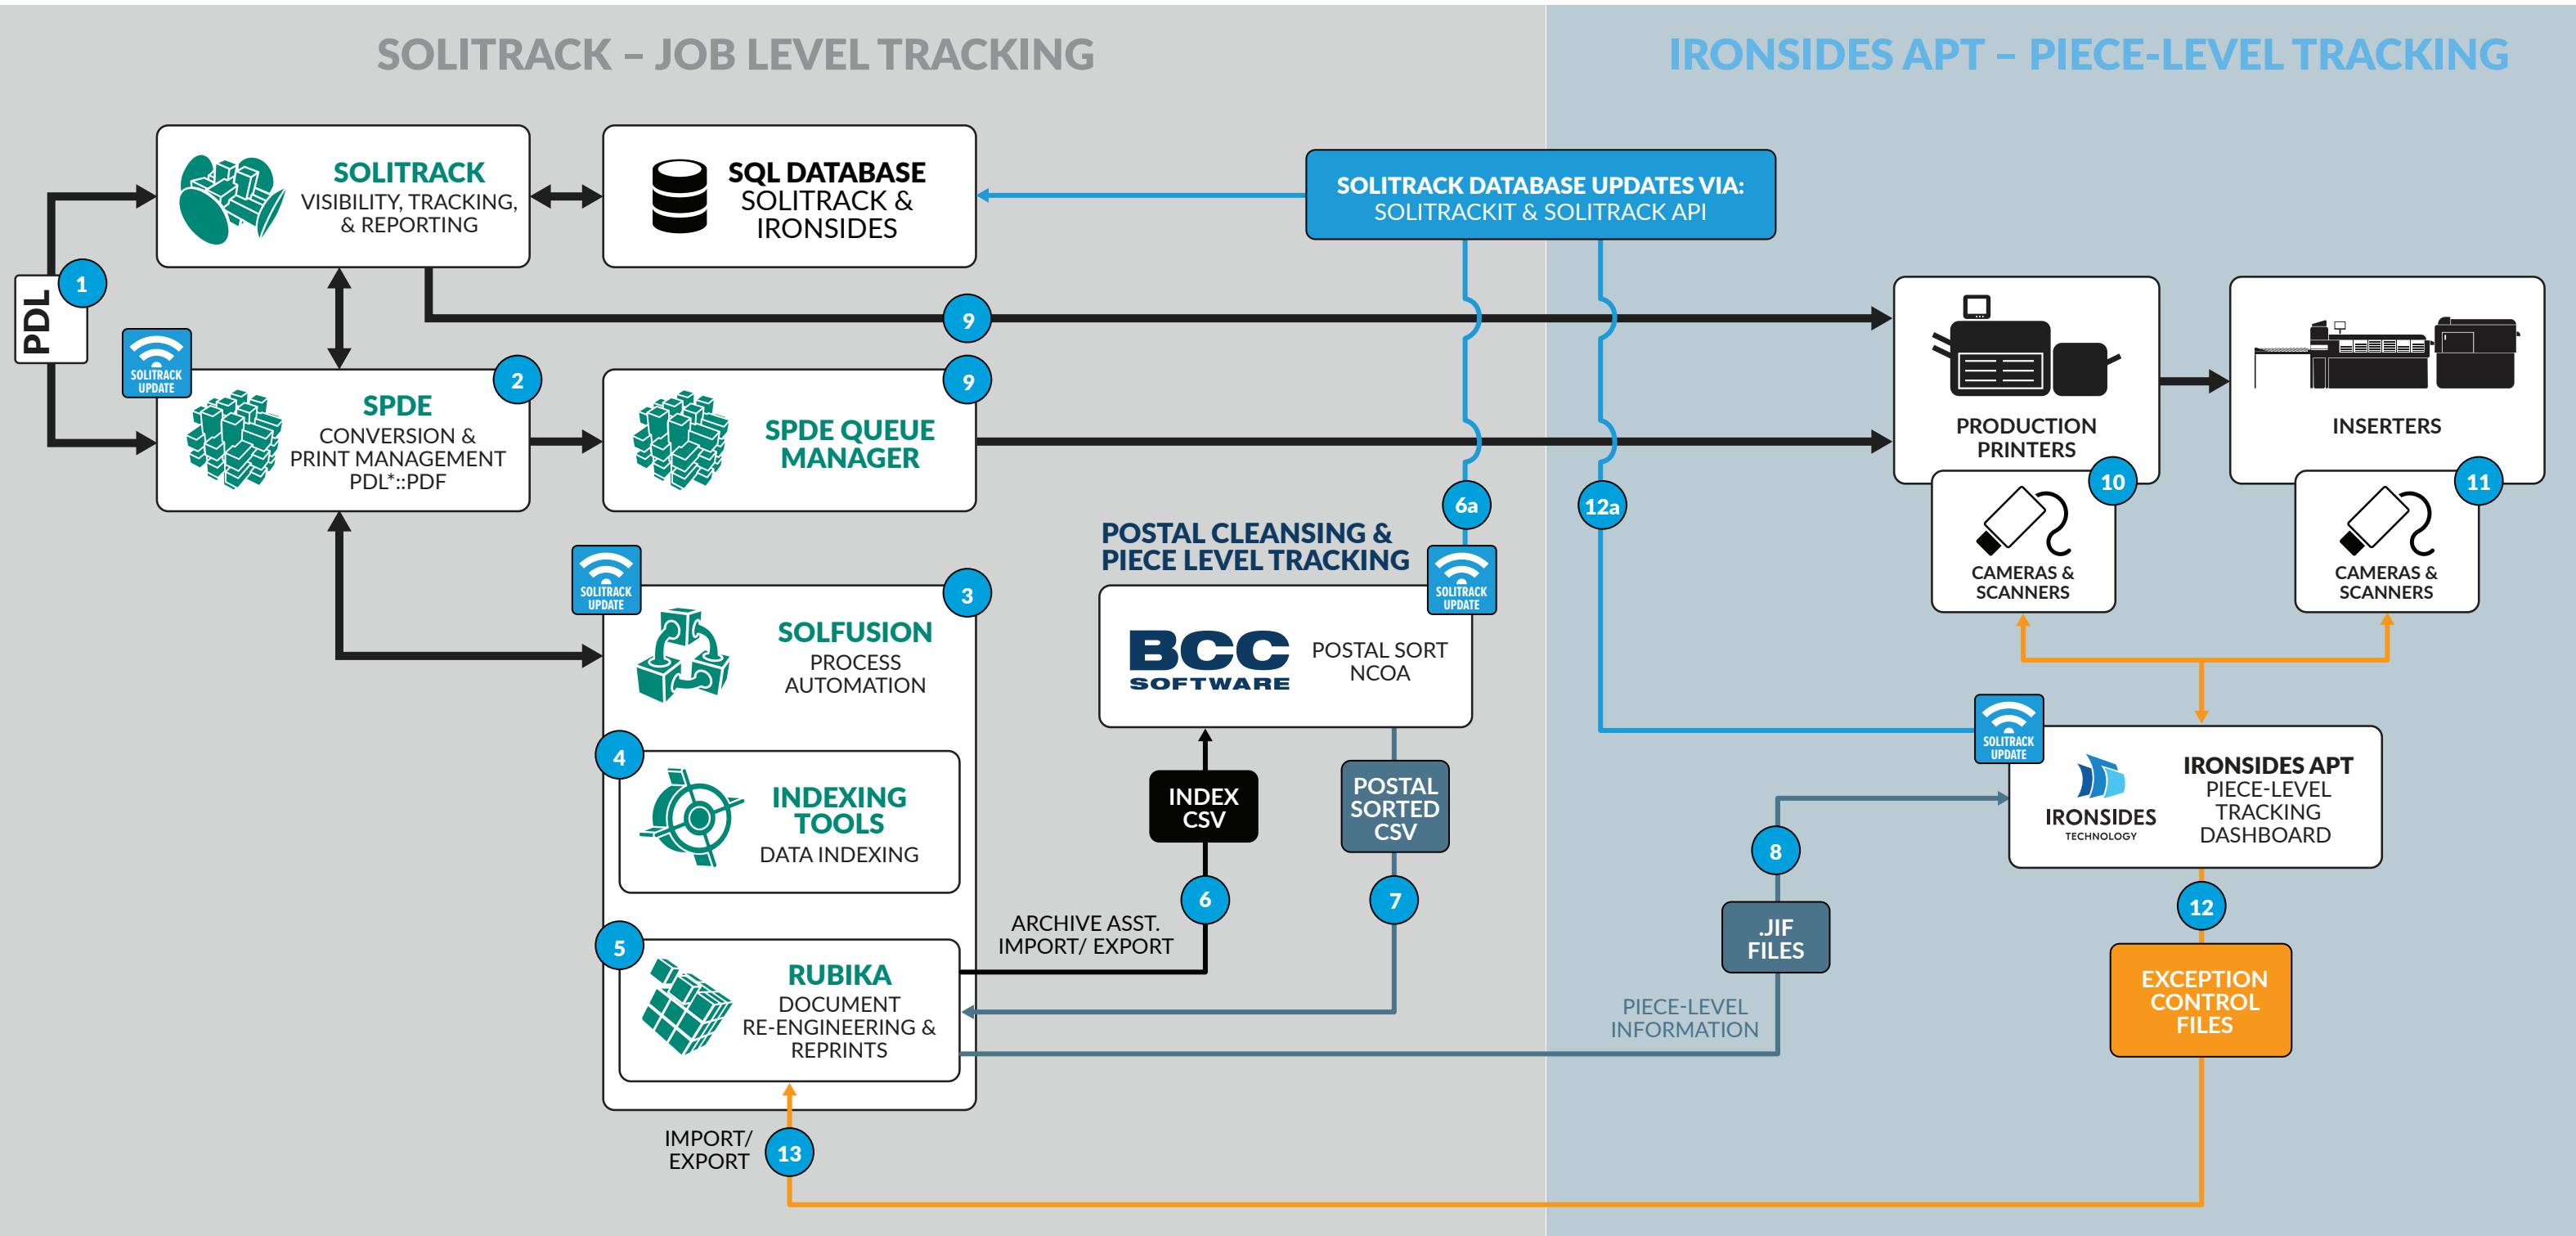 SOLITRACK – JOB LEVEL TRACKING
IRONSIDES APT – PIECE-LEVEL TRACKING
SOLITRACK
VISIBILITY, TRACKING,
& REPORTING
SQL DATABASE
SOLITRACK &
IRONSIDES
SOLITRACK DATABASE UPDATES VIA:
SOLITRACKIT & SOLITRACK API
PDL
1
9
SOLITRACK
UPDATE
2
SPDE
CONVERSION &
PRINT MANAGEMENT
PDL*::PDF
9
SPDE QUEUE
MANAGER
PRODUCTION
PRINTERS
INSERTERS
10
CAMERAS &
SCANNERS
11
CAMERAS &
SCANNERS
6a
12a
POSTAL CLEANSING &
PIECE LEVEL TRACKING
SOLITRACK
UPDATE
BCC
SOFTWARE
POSTAL SORT
NCOA
SOLITRACK
UPDATE
3
SOLFUSION
PROCESS
AUTOMATION
4
INDEXING
TOOLS
DATA INDEXING
5
RUBIKA
DOCUMENT
RE-ENGINEERING &
REPRINTS
INDEX
CSV
6
ARCHIVE ASST.
IMPORT/ EXPORT
POSTAL
SORTED
CSV
7
SOLITRACK
UPDATE
IRONSIDES
TECHNOLOGY
IRONSIDES APT
PIECE-LEVEL
TRACKING
DASHBOARD
8
.JIF
FILES
PIECE-LEVEL
INFORMATION
12
EXCEPTION
CONTROL
FILES
IMPORT/
EXPORT
13